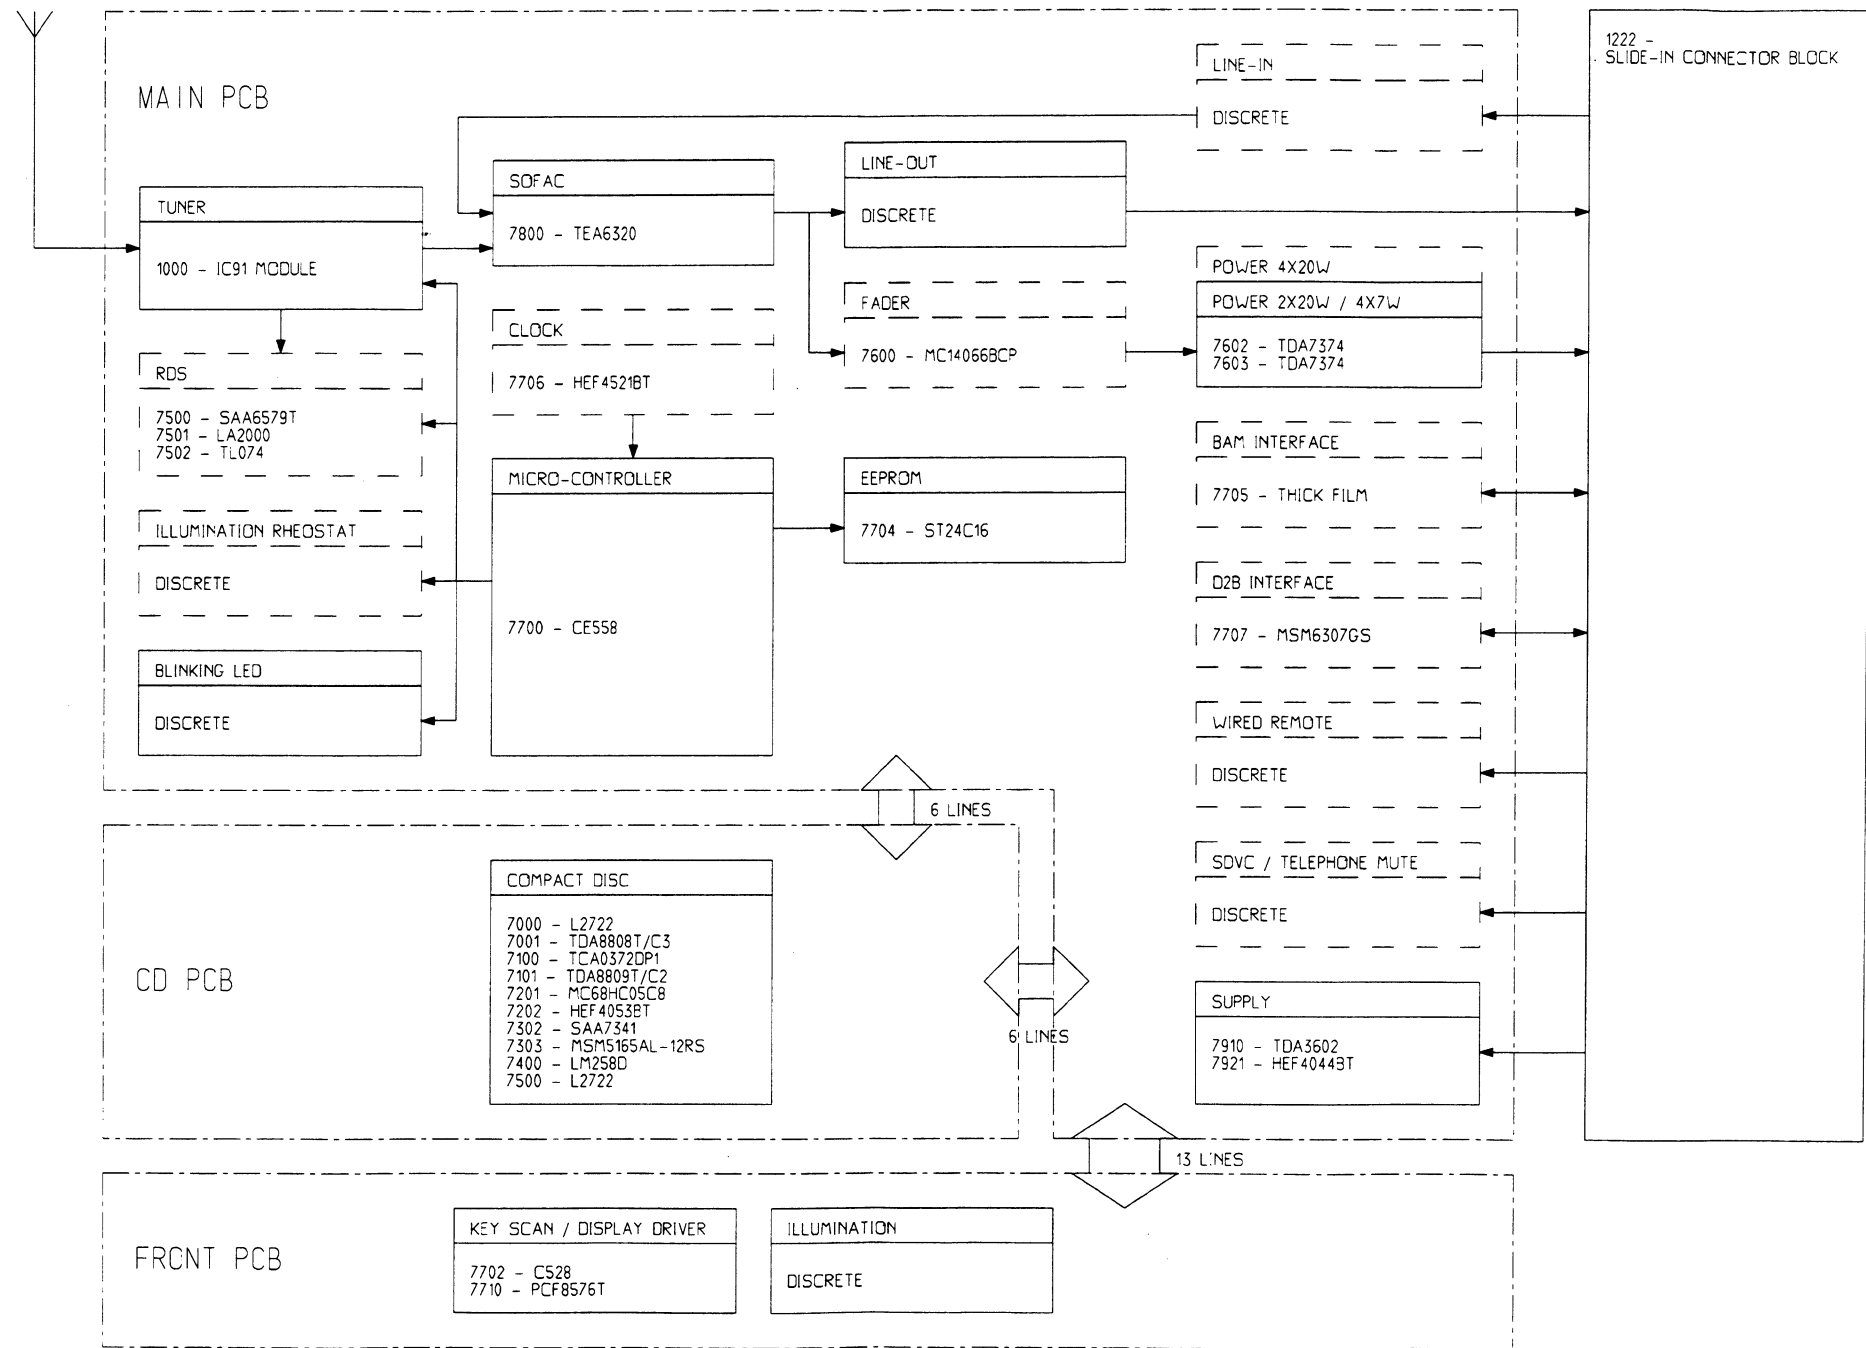 1222 -
SLIDE-IN CONNECTOR BLOCK
MAIN PCB
LINE-IN
DISCRETE
TUNER
1000 - IC91 MODULE
SOFAC
7800 - TEA6320
LINE-OUT
DISCRETE
POWER 4X20W
POWER 2X20W / 4X7W
7602 - TDA7374
7603 - TDA7374
FADER
7600 - MC14066BCP
CLOCK
7706 - HEF4521BT
RDS
7500 - SAA6579T
7501 - LA2000
7502 - TL074
MICRO-CONTROLLER
7700 - CE558
EEPROM
7704 - ST24C16
BAM INTERFACE
7705 - THICK FILM
ILLUMINATION RHEOSTAT
DISCRETE
D2B INTERFACE
7707 - MSM6307GS
BLINKING LED
DISCRETE
WIRED REMOTE
DISCRETE
6 LINES
SDVC / TELEPHONE MUTE
DISCRETE
CD PCB
COMPACT DISC
7000 - L2722
7001 - TDA8808T/C3
7100 - TCA0372DP1
7101 - TDA8809T/C2
7201 - MC68HC05C8
7202 - HEF4053BT
7302 - SAA7341
7303 - MSM5165AL-12RS
7400 - LM258D
7500 - L2722
6 LINES
SUPPLY
7910 - TDA3602
7921 - HEF4044BT
13 LINES
FRONT PCB
KEY SCAN / DISPLAY DRIVER
7702 - C528
7710 - PCF8576T
ILLUMINATION
DISCRETE